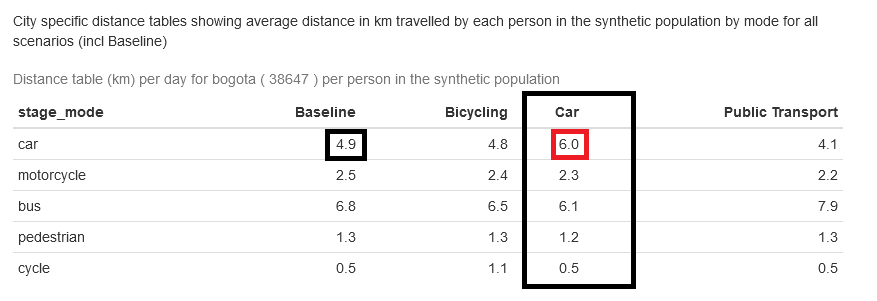 City specific distance tables showing average distance in km travelled by each person in the synthetic population by mode for all
scenarios (incl Baseline)
Distance table (km) per day for bogota ( 38647 ) per person in the synthetic population
stage_mode Baseline Bicycling Car Public Transport
car 4.9 4.8 6.0 4.1
motorcycle 2.5 2.4 2.3 2.2
bus 6.8 6.5 6.1 7.9
pedestrian 1.3 1.3 1.2 1.3
cycle 0.5 1.1 0.5 0.5